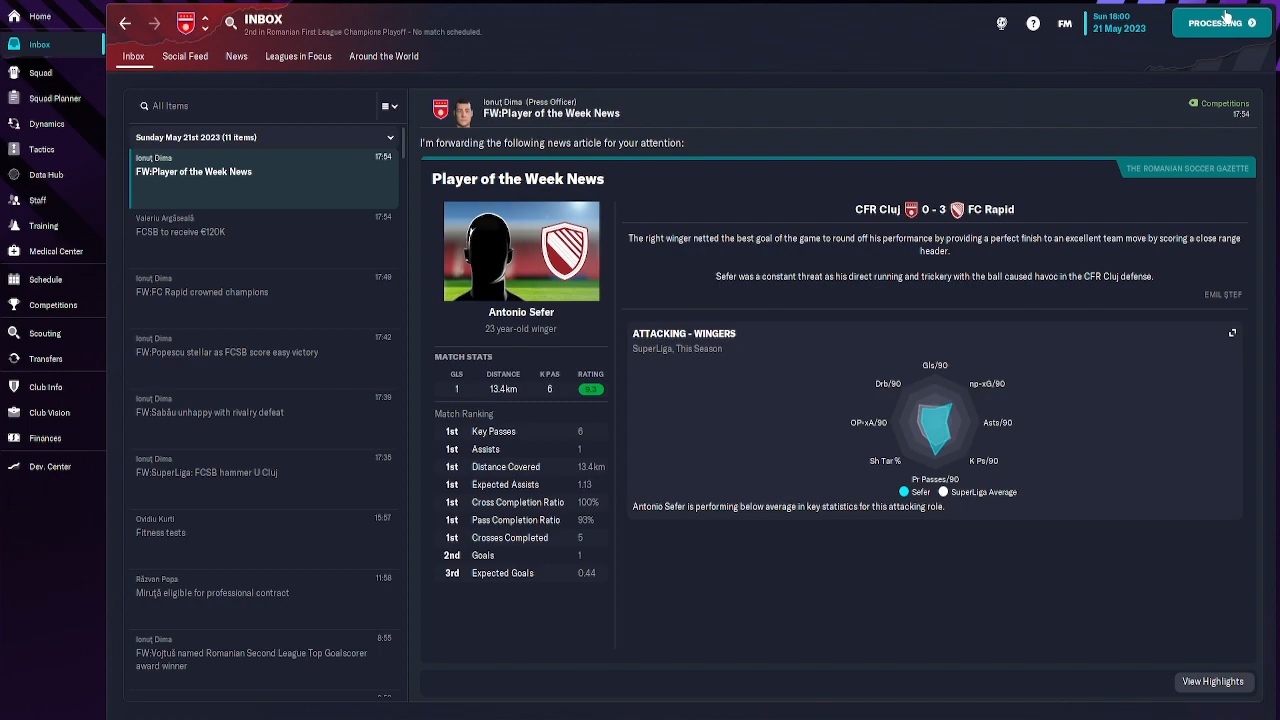 Home
Inbox
Squad
Squad Planner
Dynamics
Tactics
Data Hub
Staff
Training
Medical Center
Schedule
Competitions
Scouting
Transfers
Club Info
Club Vision
Finances
Dev. Center
INBOX
2nd in Romanian First League Champions Playoff - No match scheduled.
?
FM
Sun 18:00
21 May 2023
PROCESSING
Inbox
Social Feed
News
Leagues in Focus
Around the World
All Items
Sunday May 21st 2023 (11 items)
Ionuț Dima
17:54
FW:Player of the Week News
Valeriu Argăseală
17:54
FCSB to receive €120K
Ionuț Dima
17:49
FW:FC Rapid crowned champions
Ionuț Dima
17:42
FW:Popescu stellar as FCSB score easy victory
Ionuț Dima
17:39
FW:Sabău unhappy with rivalry defeat
Ionuț Dima
17:35
FW:SuperLiga: FCSB hammer U Cluj
Ovidiu Kurti
15:57
Fitness tests
Răzvan Popa
11:58
Miruță eligible for professional contract
Ionuț Dima
8:55
FW:Vojtuš named Romanian Second League Top Goalscorer
award winner
Ionuț Dima (Press Officer)
FW:Player of the Week News
Competitions
17:54
I'm forwarding the following news article for your attention:
THE ROMANIAN SOCCER GAZETTE
Player of the Week News
Antonio Sefer
23 year-old winger
MATCH STATS
GLS DISTANCE K PAS RATING
1 13.4km 6 9.3
Match Ranking
1st Key Passes 6
1st Assists 1
1st Distance Covered 13.4km
1st Expected Assists 1.13
1st Cross Completion Ratio 100%
1st Pass Completion Ratio 93%
1st Crosses Completed 5
2nd Goals 1
3rd Expected Goals 0.44
CFR Cluj 0 - 3 FC Rapid
The right winger netted the best goal of the game to round off his performance by providing a perfect finish to an excellent team move by scoring a close range
header.
Sefer was a constant threat as his direct running and trickery with the ball caused havoc in the CFR Cluj defense.
EMIL ȘTEF
ATTACKING - WINGERS
SuperLiga, This Season
Gls/90
Drb/90
np-xG/90
OP-xA/90
Asts/90
Sh Tar %
K Ps/90
Pr Passes/90
Sefer
SuperLiga Average
Antonio Sefer is performing below average in key statistics for this attacking role.
View Highlights